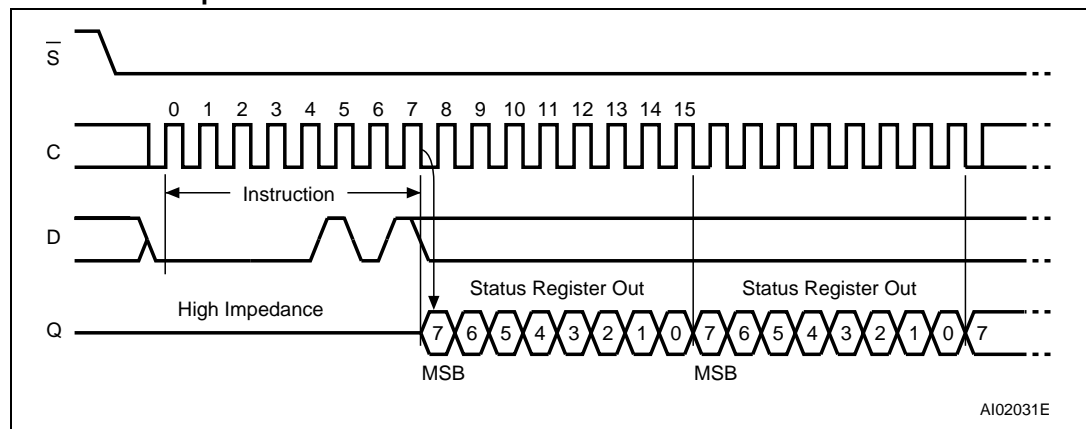 S
0 1 2 3 4 5 6 7 8 9 10 11 12 13 14 15
C
Instruction
D
Status Register Out Status Register Out
High Impedance
Q 7 6 5 4 3 2 1 0 7 6 5 4 3 2 1 0 7
MSB MSB
AI02031E